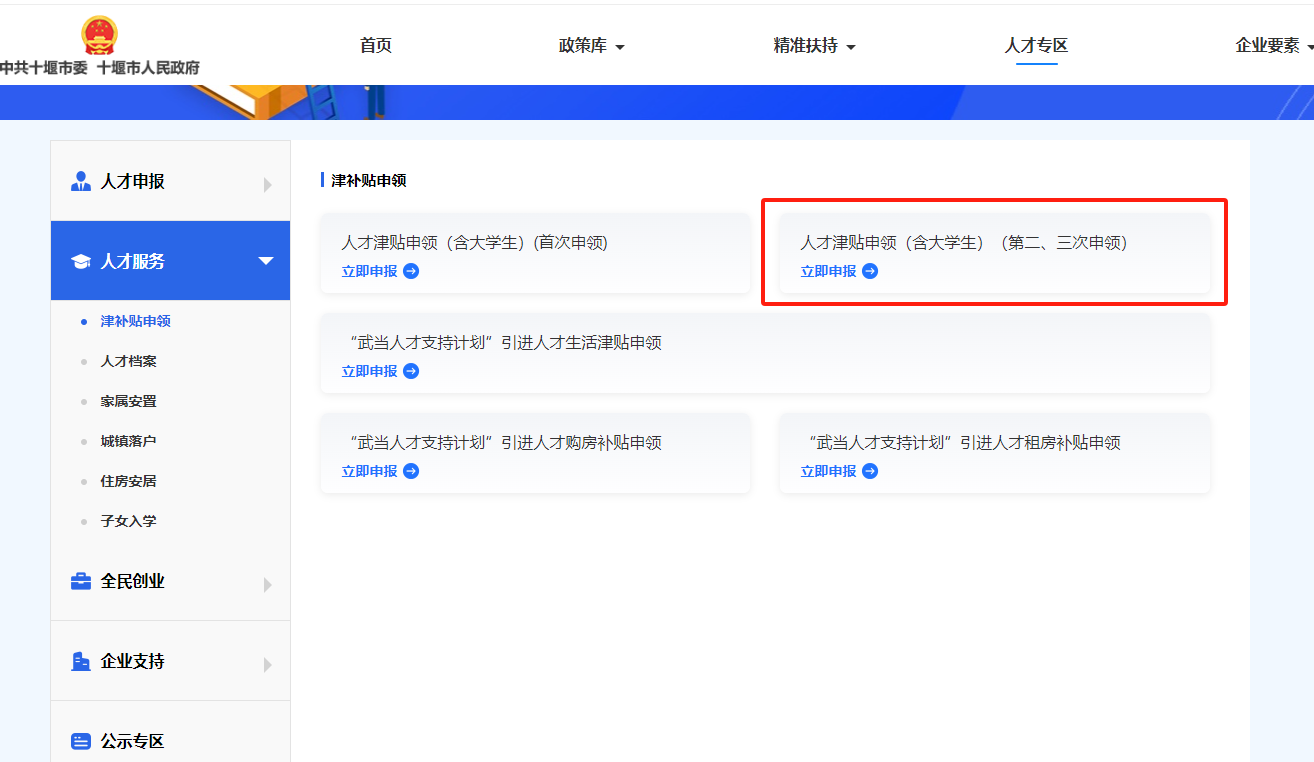 中共十堰市委 十堰市人民政府
首页
政策库
精准扶持
人才专区
企业要素
人才申报
人才服务
津补贴申领
人才档案
家属安置
城镇落户
住房安居
子女入学
全民创业
企业支持
公示专区
津补贴申领
人才津贴申领（含大学生）(首次申领)
立即申报
人才津贴申领（含大学生）（第二、三次申领）
立即申报
“武当人才支持计划”引进人才生活津贴申领
立即申报
“武当人才支持计划”引进人才购房补贴申领
立即申报
“武当人才支持计划”引进人才租房补贴申领
立即申报